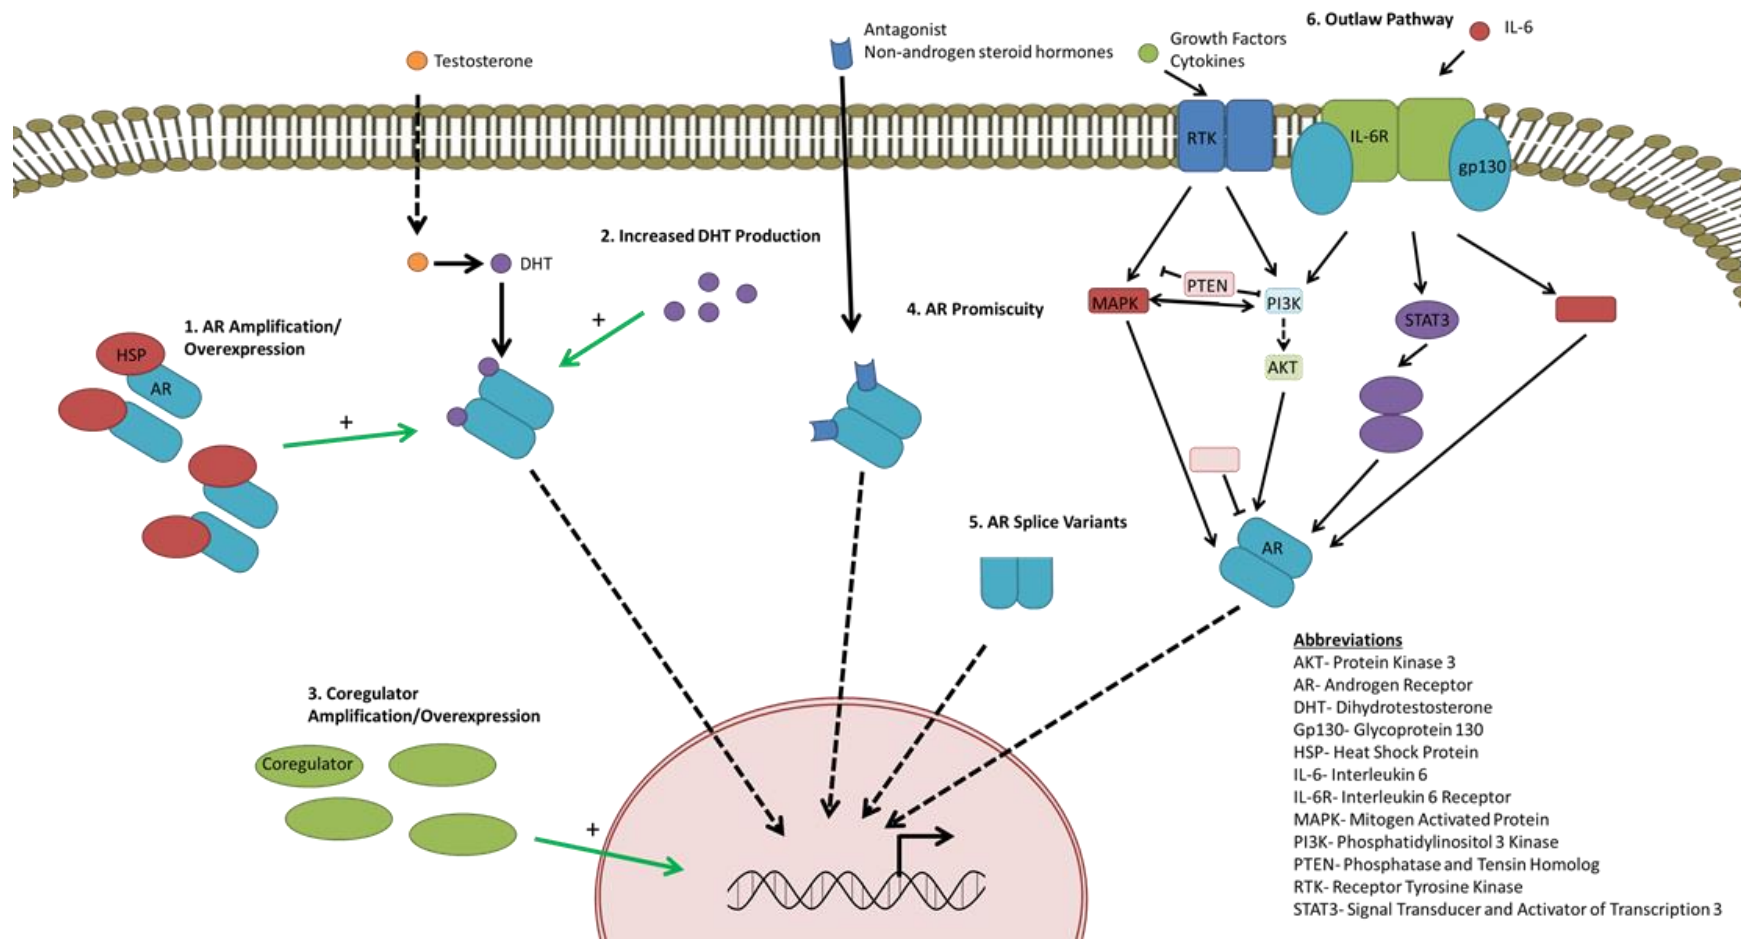 6. Outlaw Pathway
IL-6
Antagonist
Non-androgen steroid hormones
Growth Factors
Cytokines
Testosterone
RTK
IL-6R
gp130
2. Increased DHT Production
DHT
4. AR Promiscuity
MAPK
PTEN
PI3K
STAT3
AKT
1. AR Amplification/
Overexpression
HSP
AR
+
+
5. AR Splice Variants
AR
3. Coregulator
Amplification/Overexpression
Coregulator
+
Abbreviations
AKT- Protein Kinase 3
AR- Androgen Receptor
DHT- Dihydrotestosterone
Gp130- Glycoprotein 130
HSP- Heat Shock Protein
IL-6- Interleukin 6
IL-6R- Interleukin 6 Receptor
MAPK- Mitogen Activated Protein
PI3K- Phosphatidylinositol 3 Kinase
PTEN- Phosphatase and Tensin Homolog
RTK- Receptor Tyrosine Kinase
STAT3- Signal Transducer and Activator of Transcription 3